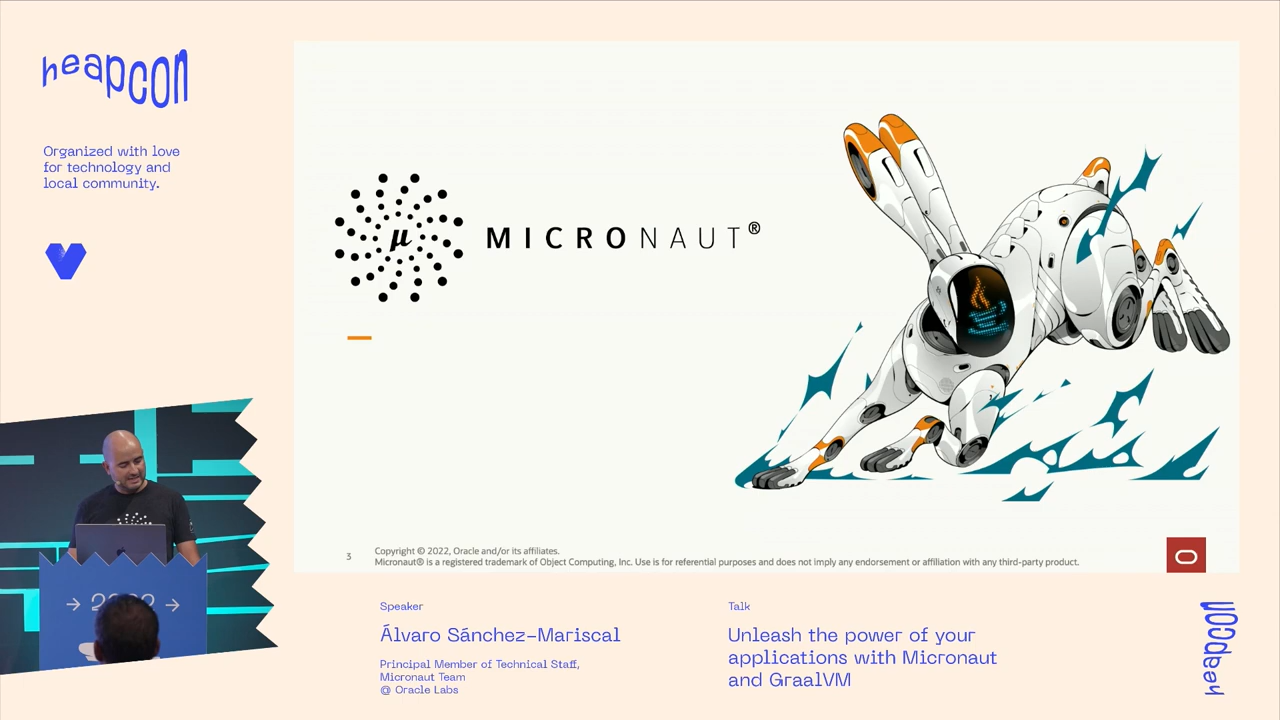 heapcon
Organized with love
for technology and
local community.
µ MICRONAUT®
3
Copyright © 2022, Oracle and/or its affiliates.
Micronaut® is a registered trademark of Object Computing, Inc. Use is for referential purposes and does not imply any endorsement or affiliation with any third-party product.
→ 2022 →
Speaker
Álvaro Sánchez-Mariscal
Principal Member of Technical Staff,
Micronaut Team
@ Oracle Labs
Talk
Unleash the power of your
applications with Micronaut
and GraalVM
heapcon